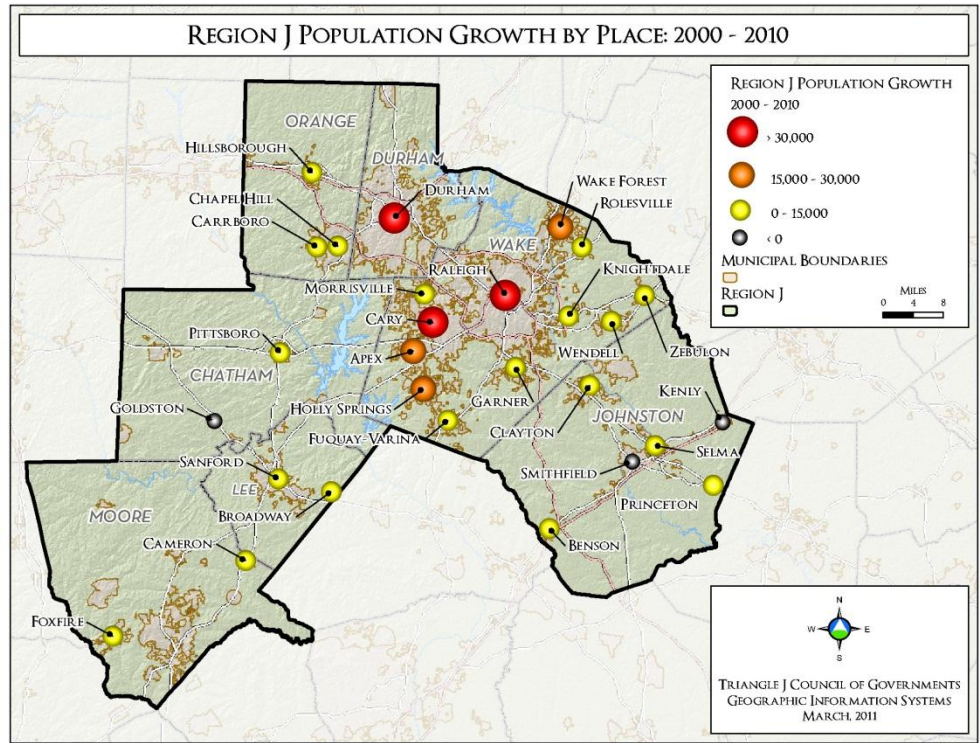 REGION J POPULATION GROWTH BY PLACE: 2000 - 2010
REGION J POPULATION GROWTH
2000 - 2010
> 30,000
15,000 - 30,000
0 - 15,000
< 0
MUNICIPAL BOUNDARIES
REGION J
MILES
0 4 8
ORANGE
HILLSBOROUGH
DURHAM
DURHAM
WAKE FOREST
CHAPEL HILL
ROLESVILLE
CARRBORO
WAKE
RALEIGH
KNIGHTDALE
MORRISVILLE
CARY
PITTSBORO
WENDELL
ZEBULON
APEX
CHATHAM
KENLY
GOLDSTON
HOLLY SPRINGS
GARNER
JOHNSTON
CLAYTON
FUQUAY-VARINA
SELMA
SANFORD
SMITHFIELD
LEE
PRINCETON
MOORE
BROADWAY
BENSON
CAMERON
FOXFIRE
N
W E
S
TRIANGLE J COUNCIL OF GOVERNMENTS
GEOGRAPHIC INFORMATION SYSTEMS
MARCH, 2011